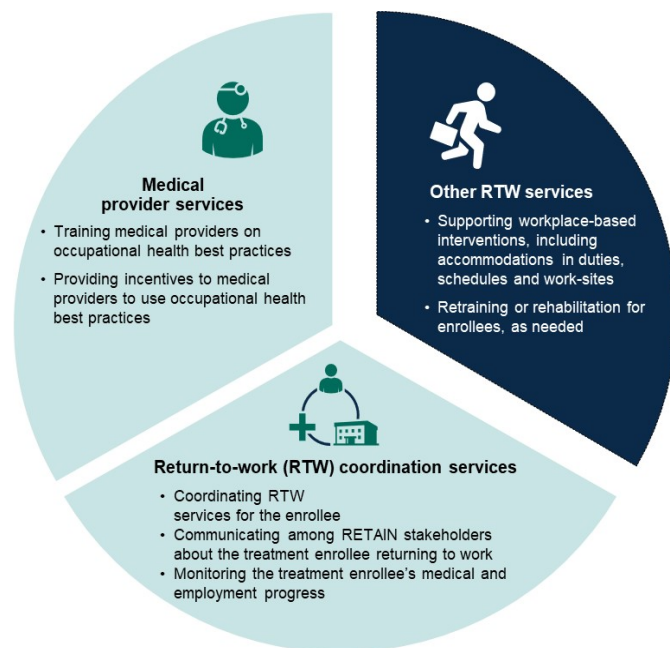 Medical
provider services
• Training medical providers on
occupational health best practices
• Providing incentives to medical
providers to use occupational health
best practices
Other RTW services
• Supporting workplace-based
interventions, including
accommodations in duties,
schedules and work-sites
• Retraining or rehabilitation for
enrollees, as needed
Return-to-work (RTW) coordination services
• Coordinating RTW
services for the enrollee
• Communicating among RETAIN stakeholders
about the treatment enrollee returning to work
• Monitoring the treatment enrollee's medical and
employment progress